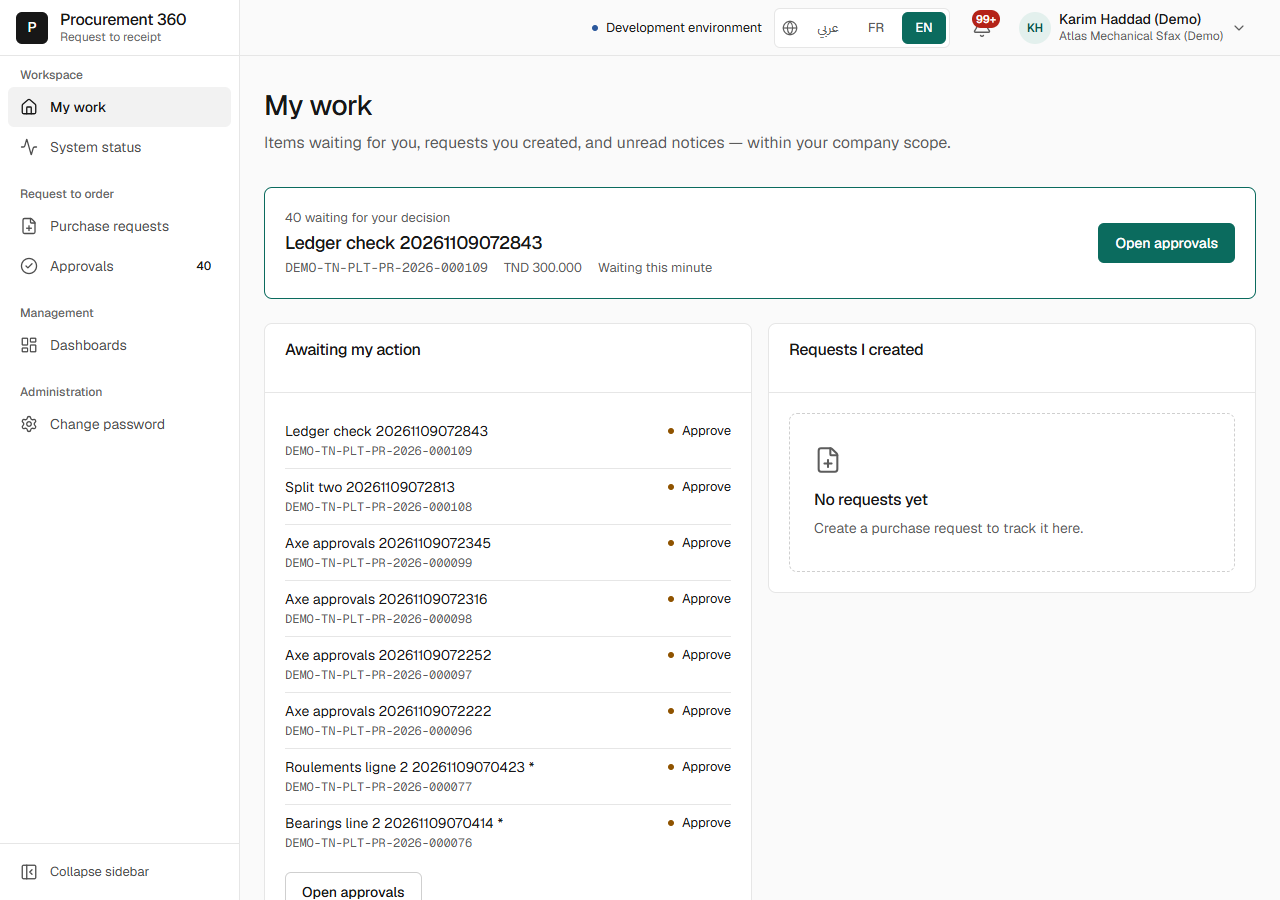 P
Procurement 360
Request to receipt
Development environment
عربي
FR
EN
99+
KH
Karim Haddad (Demo)
Atlas Mechanical Sfax (Demo)
Workspace
My work
System status
Request to order
Purchase requests
Approvals 40
Management
Dashboards
Administration
Change password
Collapse sidebar
My work
Items waiting for you, requests you created, and unread notices — within your company scope.
40 waiting for your decision
Ledger check 20261109072843
DEMO-TN-PLT-PR-2026-000109 TND 300.000 Waiting this minute
Open approvals
Awaiting my action
Ledger check 20261109072843 Approve
DEMO-TN-PLT-PR-2026-000109
Split two 20261109072813 Approve
DEMO-TN-PLT-PR-2026-000108
Axe approvals 20261109072345 Approve
DEMO-TN-PLT-PR-2026-000099
Axe approvals 20261109072316 Approve
DEMO-TN-PLT-PR-2026-000098
Axe approvals 20261109072252 Approve
DEMO-TN-PLT-PR-2026-000097
Axe approvals 20261109072222 Approve
DEMO-TN-PLT-PR-2026-000096
Roulements ligne 2 20261109070423 * Approve
DEMO-TN-PLT-PR-2026-000077
Bearings line 2 20261109070414 * Approve
DEMO-TN-PLT-PR-2026-000076
Open approvals
Requests I created
No requests yet
Create a purchase request to track it here.